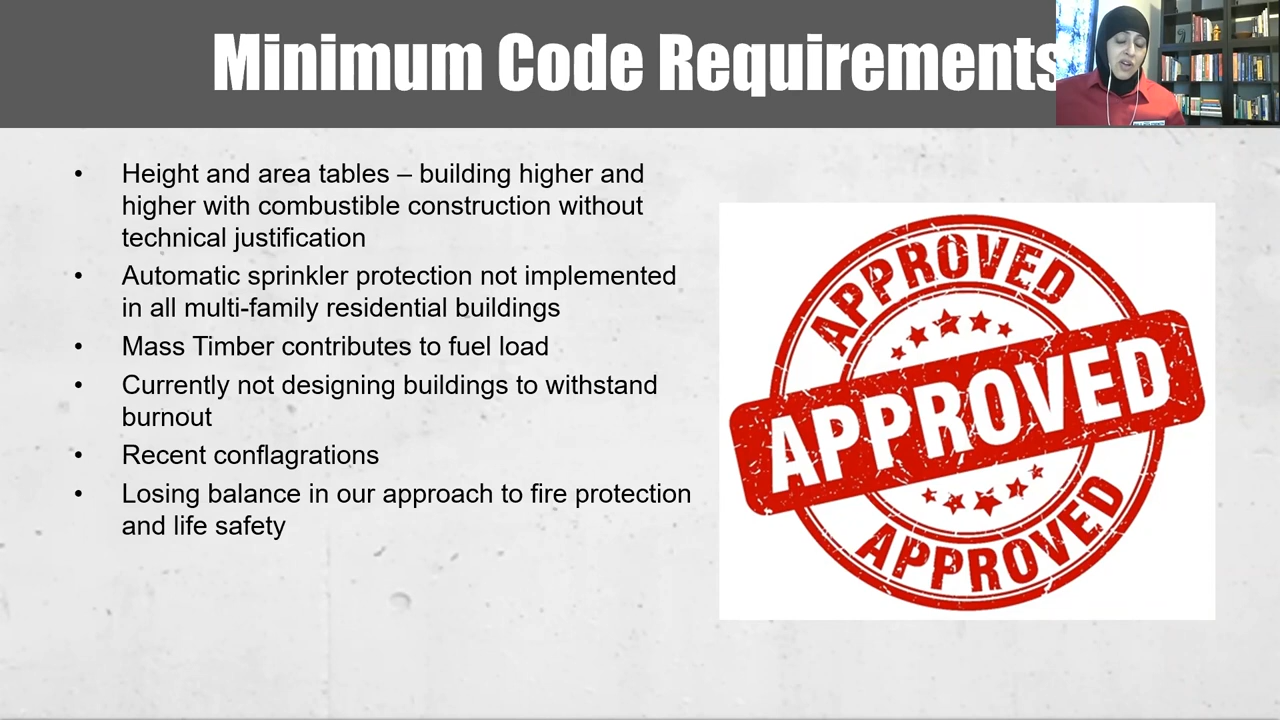 Minimum Code Requirements
• Height and area tables – building higher and
higher with combustible construction without
technical justification
• Automatic sprinkler protection not implemented
in all multi-family residential buildings
• Mass Timber contributes to fuel load
• Currently not designing buildings to withstand
burnout
• Recent conflagrations
• Losing balance in our approach to fire protection
and life safety
APPROVED
APPROVED
APPROVED